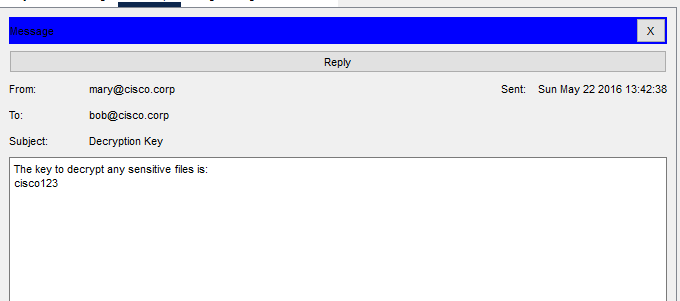 Message
X
Reply
From: mary@cisco.corp Sent: Sun May 22 2016 13:42:38
To: bob@cisco.corp
Subject: Decryption Key
The key to decrypt any sensitive files is:
cisco123